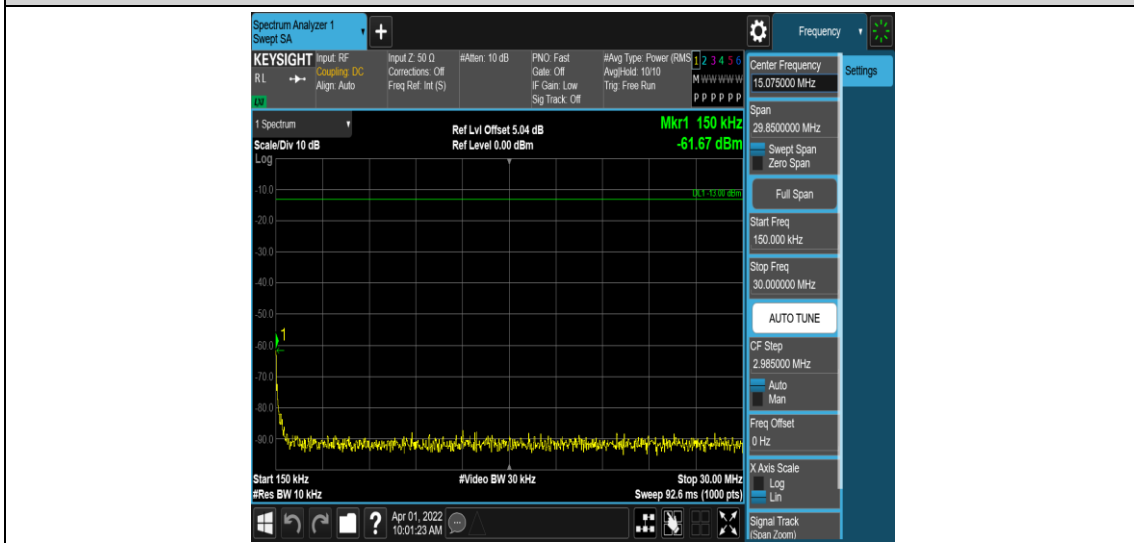 Spectrum Analyzer 1
Swept SA
+
Frequency
KEYSIGHT
RL
LXI
Input: RF
Coupling: DC
Align: Auto
Input Z: 50 Ω
Corrections: Off
Freq Ref: Int (S)
#Atten: 10 dB
PNO: Fast
Gate: Off
IF Gain: Low
Sig Track: Off
#Avg Type: Power (RMS
Avg|Hold: 10/10
Trig: Free Run
1 2 3 4 5 6
M W W W W W
P P P P P P
Center Frequency
15.075000 MHz
Settings
Span
29.8500000 MHz
Swept Span
Zero Span
Full Span
Start Freq
150.000 kHz
Stop Freq
30.000000 MHz
AUTO TUNE
CF Step
2.985000 MHz
Auto
Man
Freq Offset
0 Hz
X Axis Scale
Log
Lin
Signal Track
(Span Zoom)
1 Spectrum
Scale/Div 10 dB
Log
Ref Lvl Offset 5.04 dB
Ref Level 0.00 dBm
Mkr1 150 kHz
-61.67 dBm
DL1 -13.00 dBm
-10.0
-20.0
-30.0
-40.0
-50.0
1
-60.0
-70.0
-80.0
-90.0
Start 150 kHz
#Video BW 30 kHz
Stop 30.00 MHz
#Res BW 10 kHz
Sweep 92.6 ms (1000 pts)
?
Apr 01, 2022
10:01:23 AM